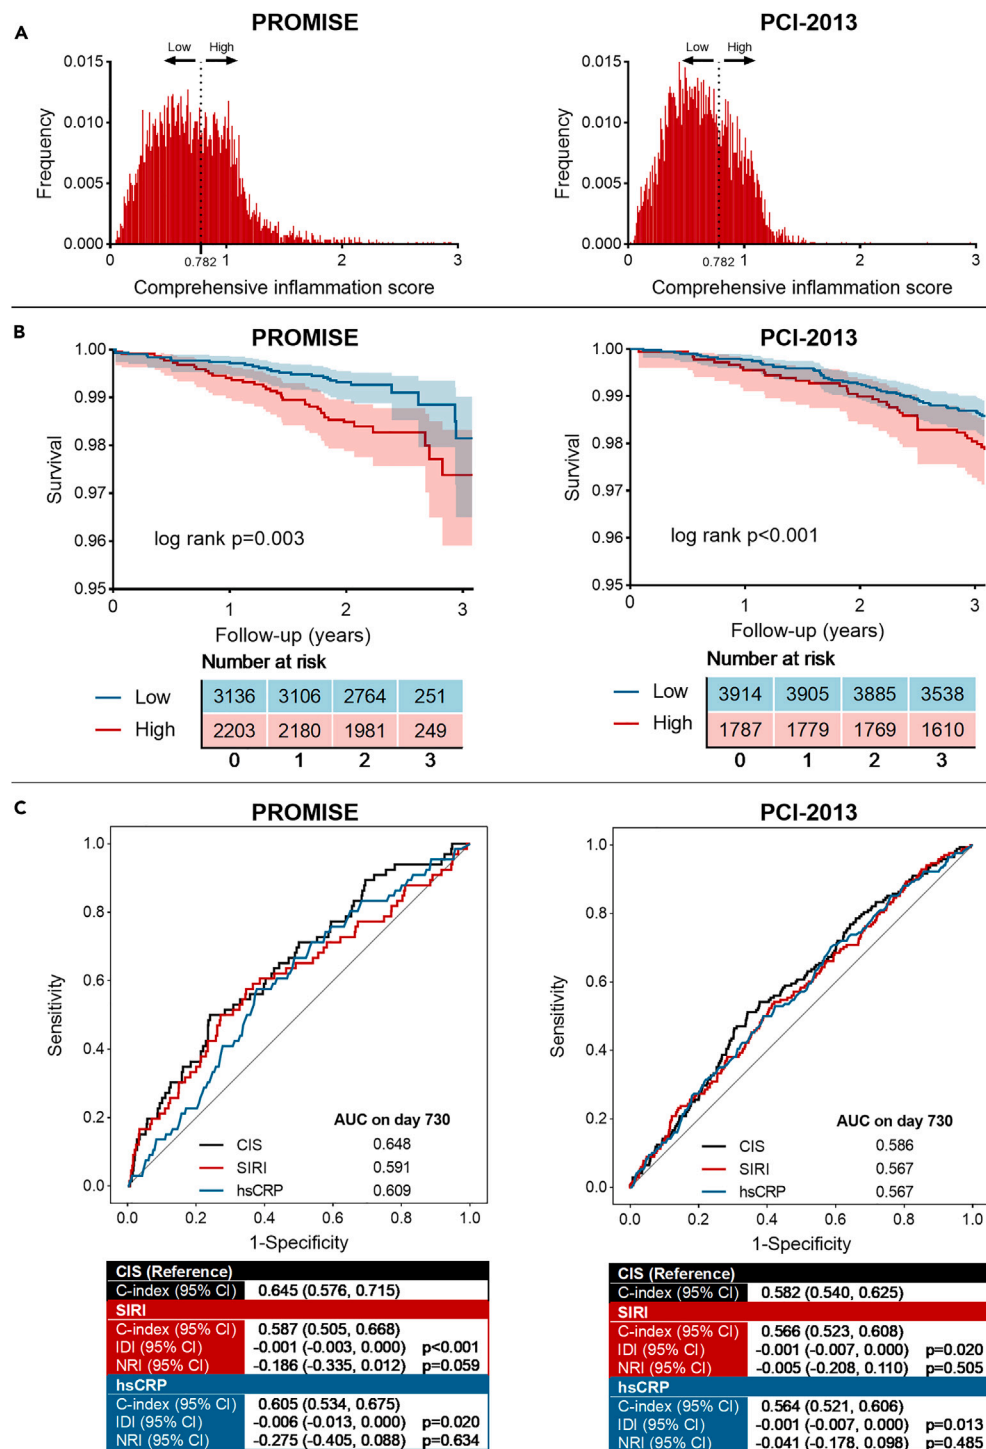 A
PROMISE
PCI-2013
Low High
Low High
0.015
0.010
0.005
0.000
Frequency
0 0.782 1 2 3
Comprehensive inflammation score
0.015
0.010
0.005
0.000
Frequency
0 0.782 1 2 3
Comprehensive inflammation score
B
PROMISE
PCI-2013
1.00
0.99
0.98
0.97
0.96
0.95
Survival
log rank p=0.003
0 1 2 3
Follow-up (years)
1.00
0.99
0.98
0.97
0.96
0.95
Survival
log rank p<0.001
0 1 2 3
Follow-up (years)
Number at risk
Low 3136 3106 2764 251
High 2203 2180 1981 249
0 1 2 3
Number at risk
Low 3914 3905 3885 3538
High 1787 1779 1769 1610
0 1 2 3
C
PROMISE
PCI-2013
1.0
0.8
0.6
0.4
0.2
0.0
Sensitivity
AUC on day 730
CIS 0.648
SIRI 0.591
hsCRP 0.609
0.0 0.2 0.4 0.6 0.8 1.0
1-Specificity
1.0
0.8
0.6
0.4
0.2
0.0
Sensitivity
AUC on day 730
CIS 0.586
SIRI 0.567
hsCRP 0.567
0.0 0.2 0.4 0.6 0.8 1.0
1-Specificity
CIS (Reference)
C-index (95% CI) 0.645 (0.576, 0.715)
SIRI
C-index (95% CI) 0.587 (0.505, 0.668)
IDI (95% CI) -0.001 (-0.003, 0.000) p<0.001
NRI (95% CI) -0.186 (-0.335, 0.012) p=0.059
hsCRP
C-index (95% CI) 0.605 (0.534, 0.675)
IDI (95% CI) -0.006 (-0.013, 0.000) p=0.020
NRI (95% CI) -0.275 (-0.405, 0.088) p=0.634
CIS (Reference)
C-index (95% CI) 0.582 (0.540, 0.625)
SIRI
C-index (95% CI) 0.566 (0.523, 0.608)
IDI (95% CI) -0.001 (-0.007, 0.000) p=0.020
NRI (95% CI) -0.005 (-0.208, 0.110) p=0.505
hsCRP
C-index (95% CI) 0.564 (0.521, 0.606)
IDI (95% CI) -0.001 (-0.007, 0.000) p=0.013
NRI (95% CI) -0.041 (-0.178, 0.098) p=0.485